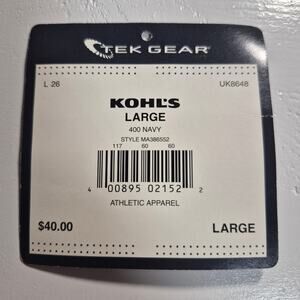 TEK GEAR
L 26 UK8648
KOHL'S
LARGE
400 NAVY
STYLE MA386552
117 60 60
4 00895 02152 2
ATHLETIC APPAREL
$40.00 LARGE